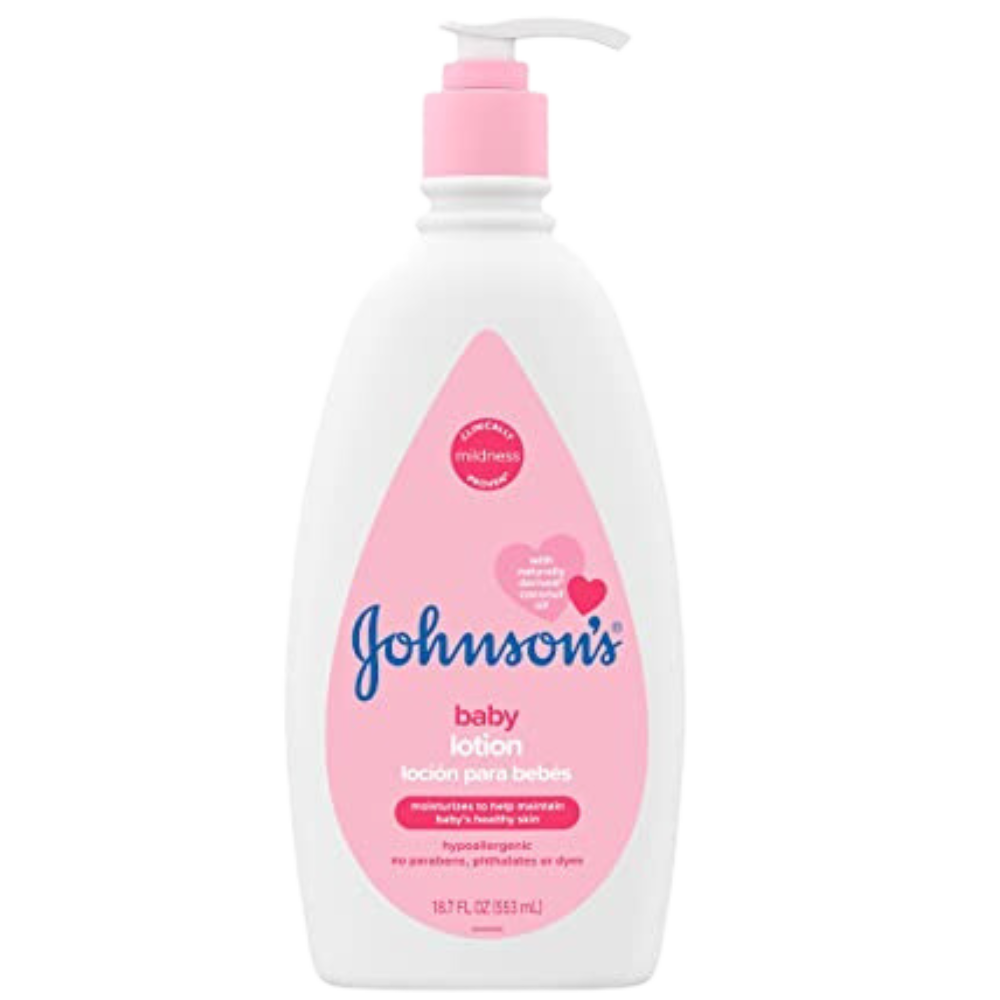 CLINICALLY
mildness
PROVEN®
with
naturally
derived
coconut
oil
Johnson's®
baby
lotion
loción para bebés
moisturizes to help maintain
baby's healthy skin
hypoallergenic
no parabens, phthalates or dyes
18.7 FL OZ (553 mL)